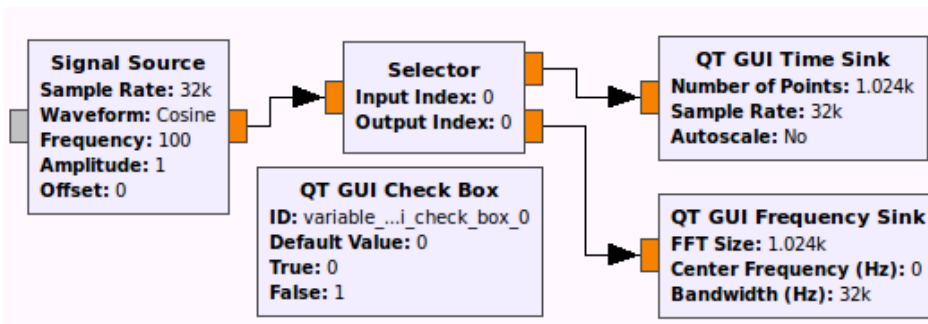 Signal Source
Sample Rate: 32k
Waveform: Cosine
Frequency: 100
Amplitude: 1
Offset: 0
Selector
Input Index: 0
Output Index: 0
QT GUI Time Sink
Number of Points: 1.024k
Sample Rate: 32k
Autoscale: No
QT GUI Check Box
ID: variable_...i_check_box_0
Default Value: 0
True: 0
False: 1
QT GUI Frequency Sink
FFT Size: 1.024k
Center Frequency (Hz): 0
Bandwidth (Hz): 32k